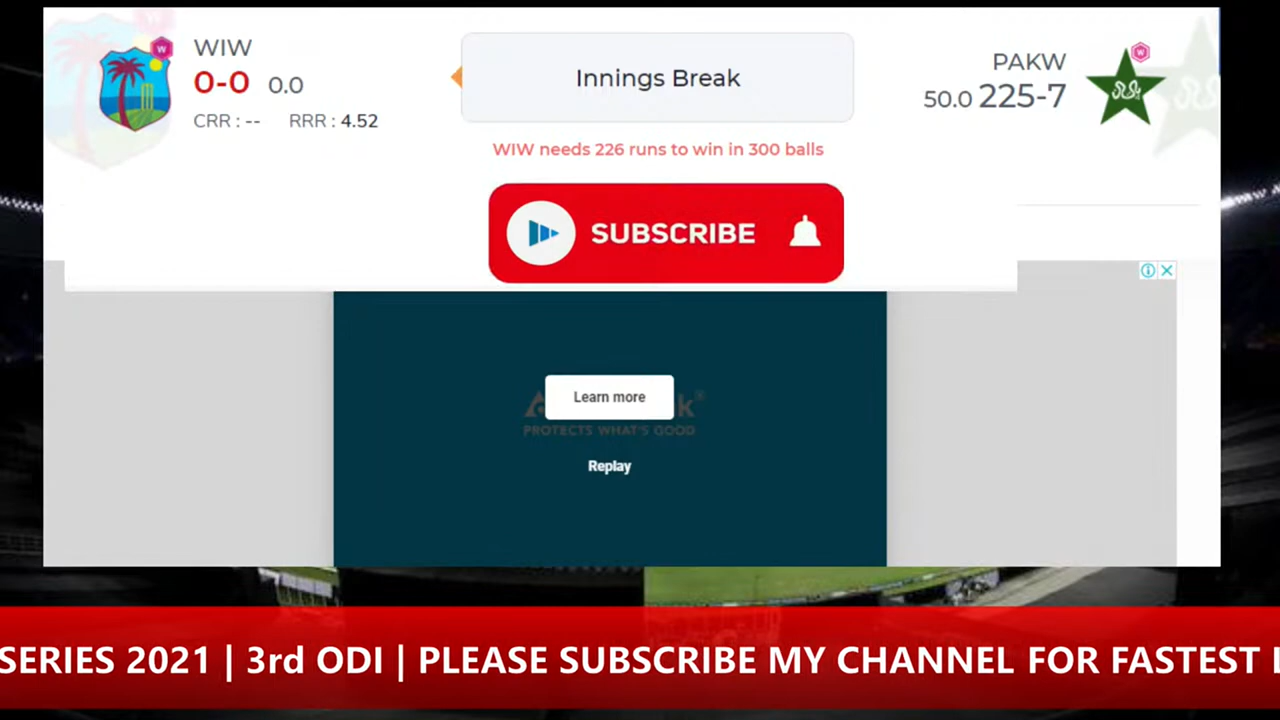 WIW
0-0 0.0
CRR : -- RRR : 4.52
Innings Break
WIW needs 226 runs to win in 300 balls
PAKW
50.0 225-7
SUBSCRIBE
Learn more
PROTECTS WHAT'S GOOD
Replay
SERIES 2021 | 3rd ODI | PLEASE SUBSCRIBE MY CHANNEL FOR FASTEST